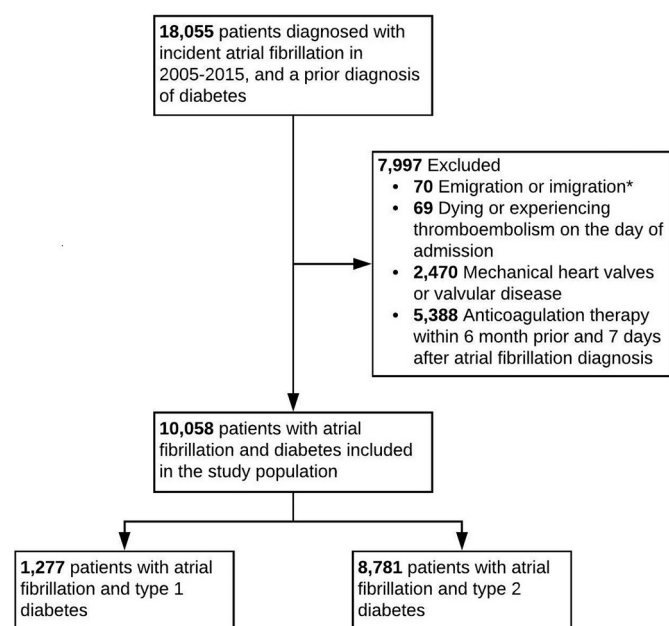 18,055 patients diagnosed with
incident atrial fibrillation in
2005-2015, and a prior diagnosis
of diabetes
7,997 Excluded
• 70 Emigration or imigration*
• 69 Dying or experiencing
thromboembolism on the day of
admission
• 2,470 Mechanical heart valves
or valvular disease
• 5,388 Anticoagulation therapy
within 6 month prior and 7 days
after atrial fibrillation diagnosis
10,058 patients with atrial
fibrillation and diabetes included
in the study population
1,277 patients with atrial
fibrillation and type 1
diabetes
8,781 patients with atrial
fibrillation and type 2
diabetes